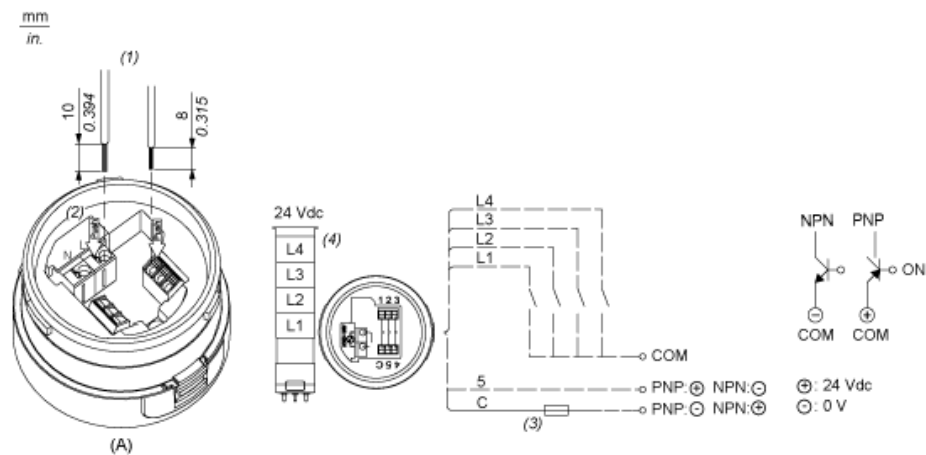 mm
in.
(1)
10
0.394
8
0.315
(2)
L
N
(A)
24 Vdc
(4)
L4
L3
L2
L1
1 2 3
4 5 C
L4
L3
L2
L1
COM
5
PNP:⊕ NPN:⊖
C
(3)
PNP:⊖ NPN:⊕
NPN PNP
ON
⊖ ⊕
COM COM
⊕: 24 Vdc
⊖: 0 V